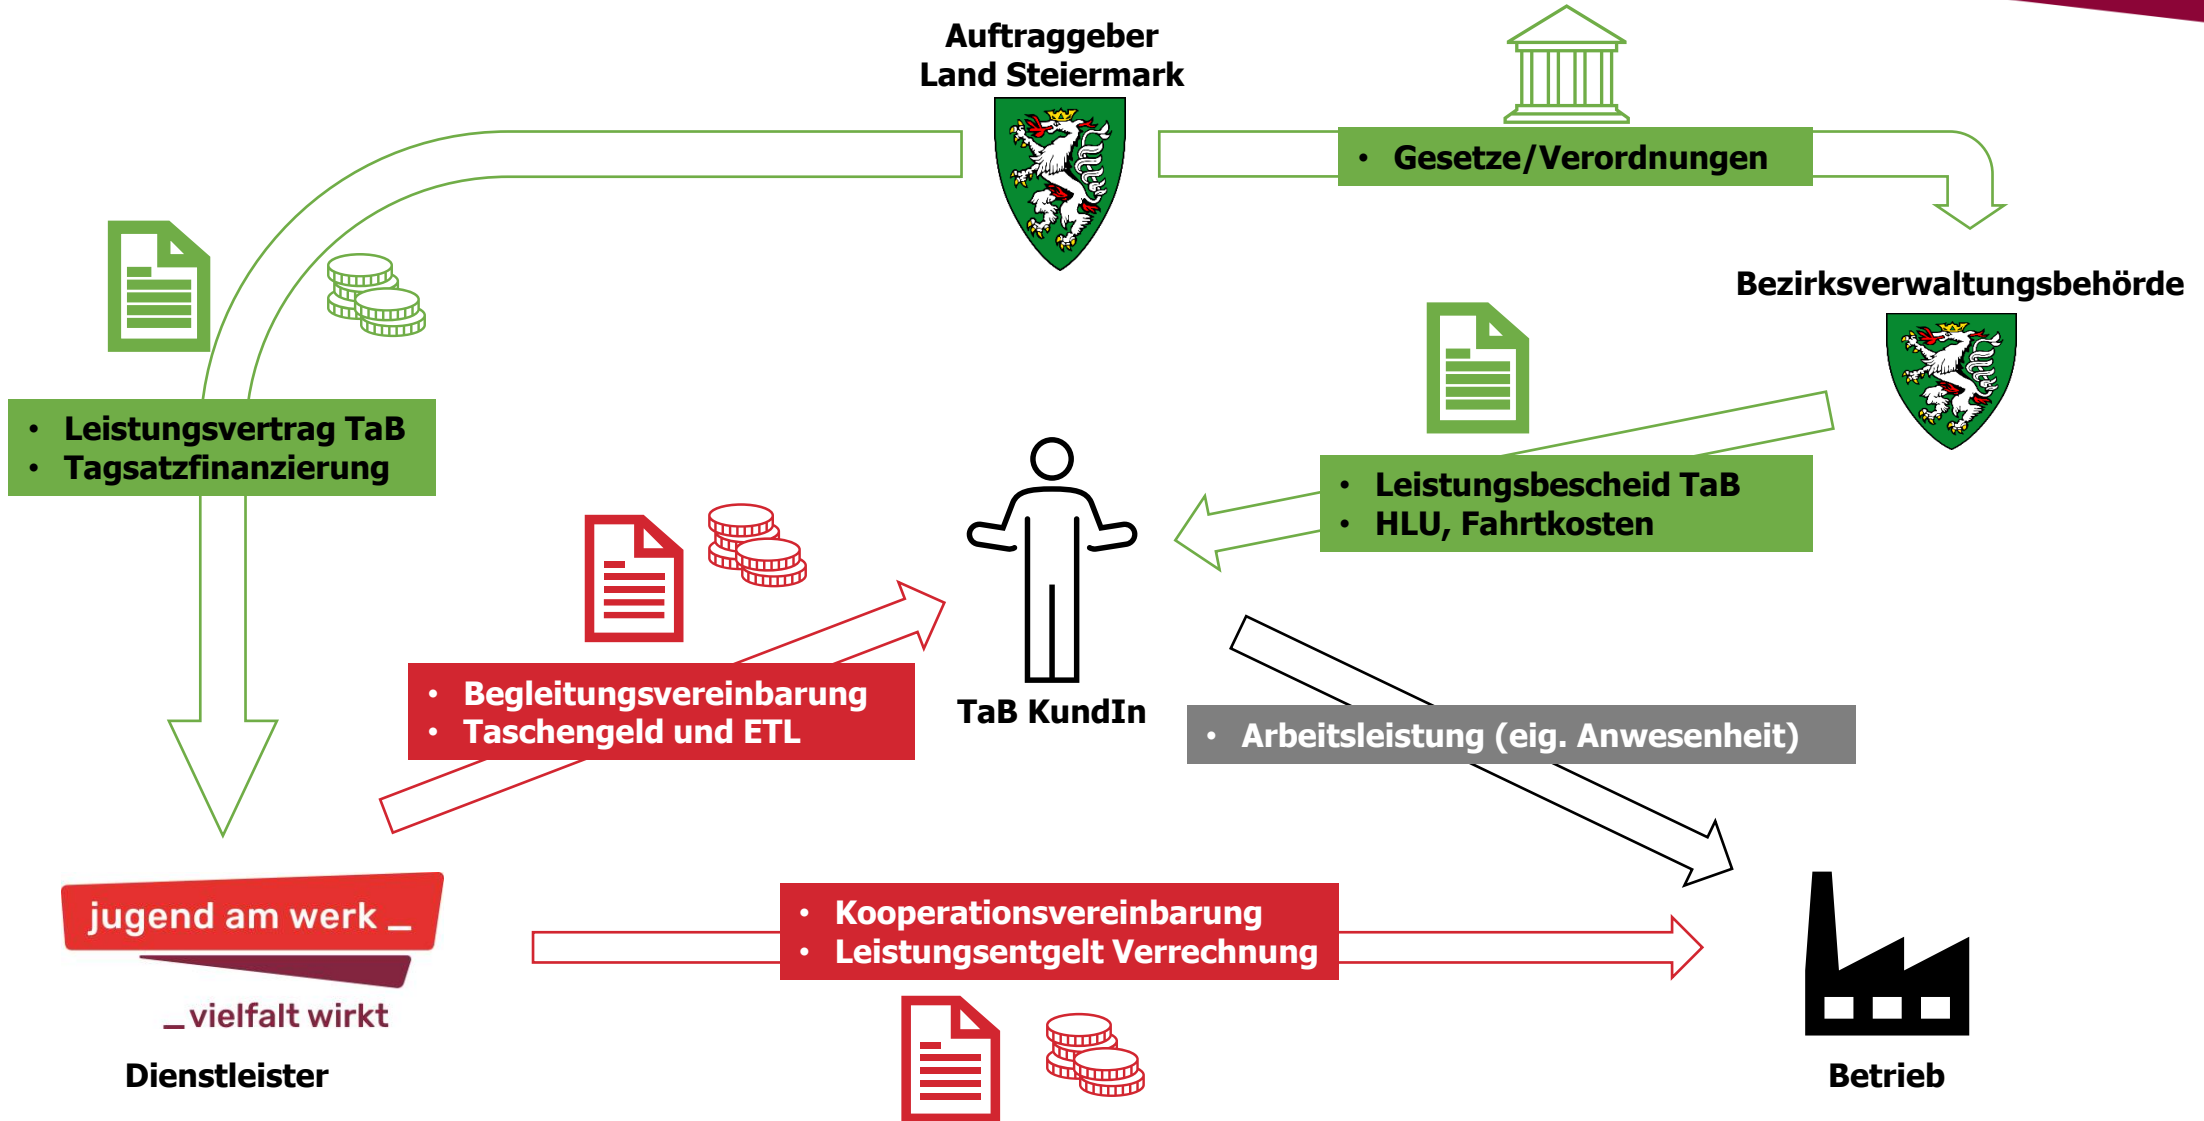 Auftraggeber
Land Steiermark
• Gesetze/Verordnungen
Bezirksverwaltungsbehörde
• Leistungsvertrag TaB
• Tagsatzfinanzierung
• Leistungsbescheid TaB
• HLU, Fahrtkosten
• Begleitungsvereinbarung
• Taschengeld und ETL
TaB KundIn
• Arbeitsleistung (eig. Anwesenheit)
jugend am werk _
_vielfalt wirkt
Dienstleister
• Kooperationsvereinbarung
• Leistungsentgelt Verrechnung
Betrieb